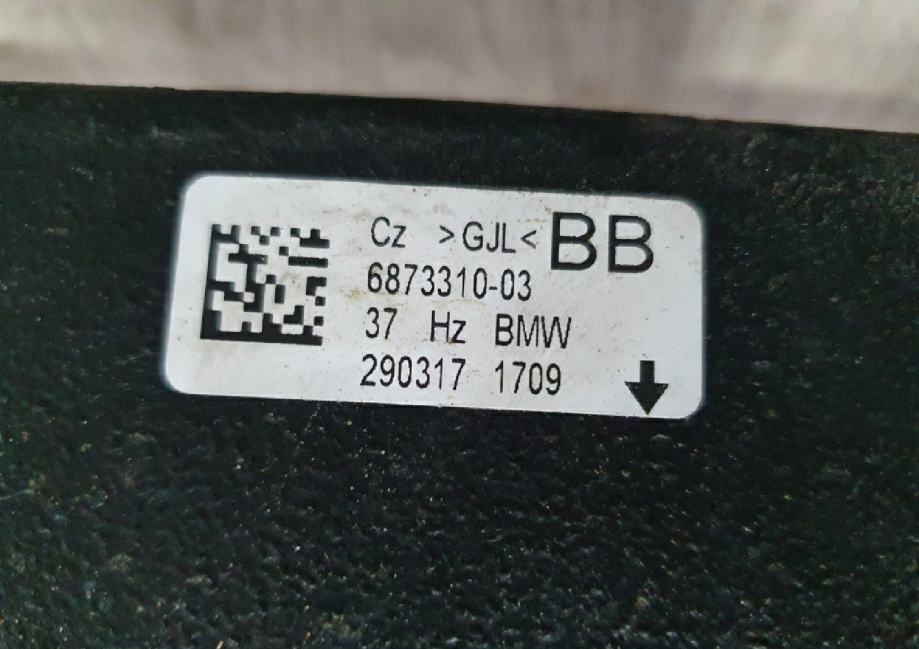 Cz >GJL< BB
6873310-03
37 Hz BMW
290317 1709